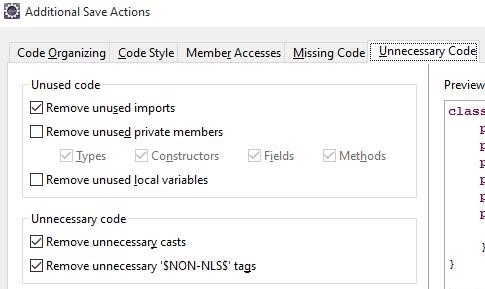 Additional Save Actions
Code Organizing Code Style Member Accesses Missing Code Unnecessary Code
Unused code
Remove unused imports
Remove unused private members
Types Constructors Fields Methods
Remove unused local variables
Unnecessary code
Remove unnecessary casts
Remove unnecessary '$NON-NLS$' tags
Preview
class
p
p
p
p
p
p
}
}